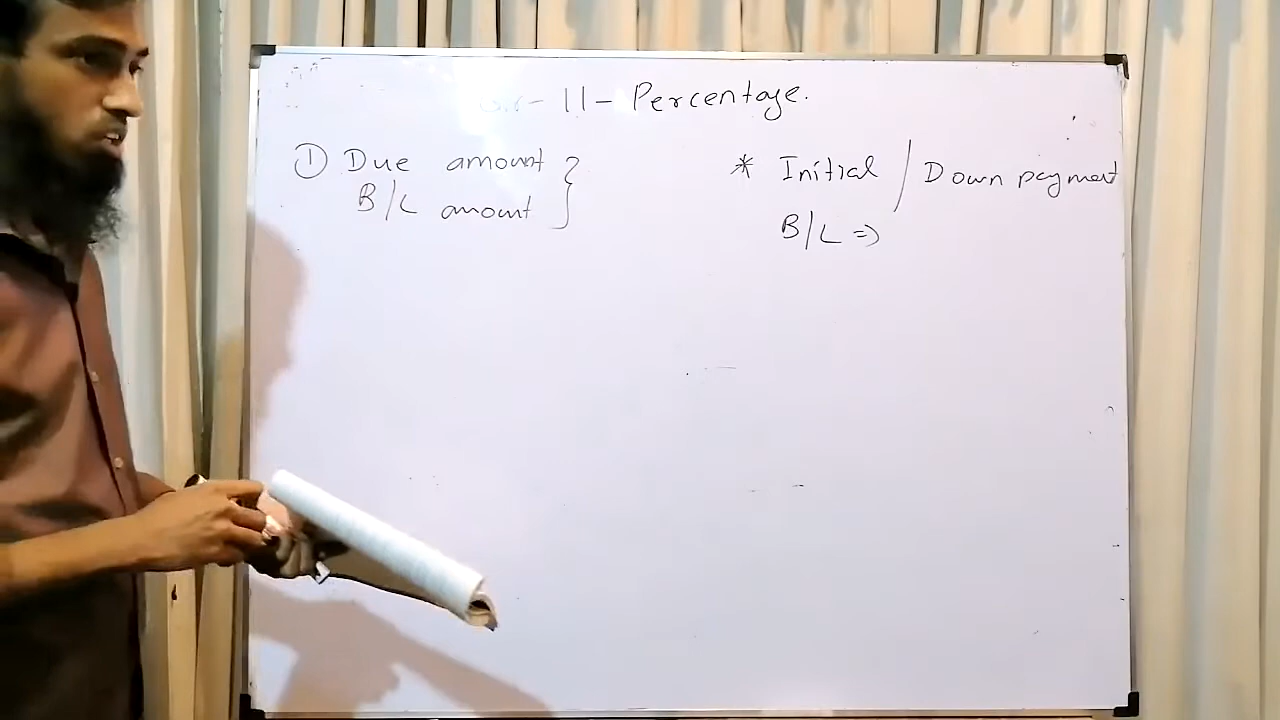 - 11 - Percentage.
① Due amount }
B/L amount
* Initial / Down payment
B/L =>